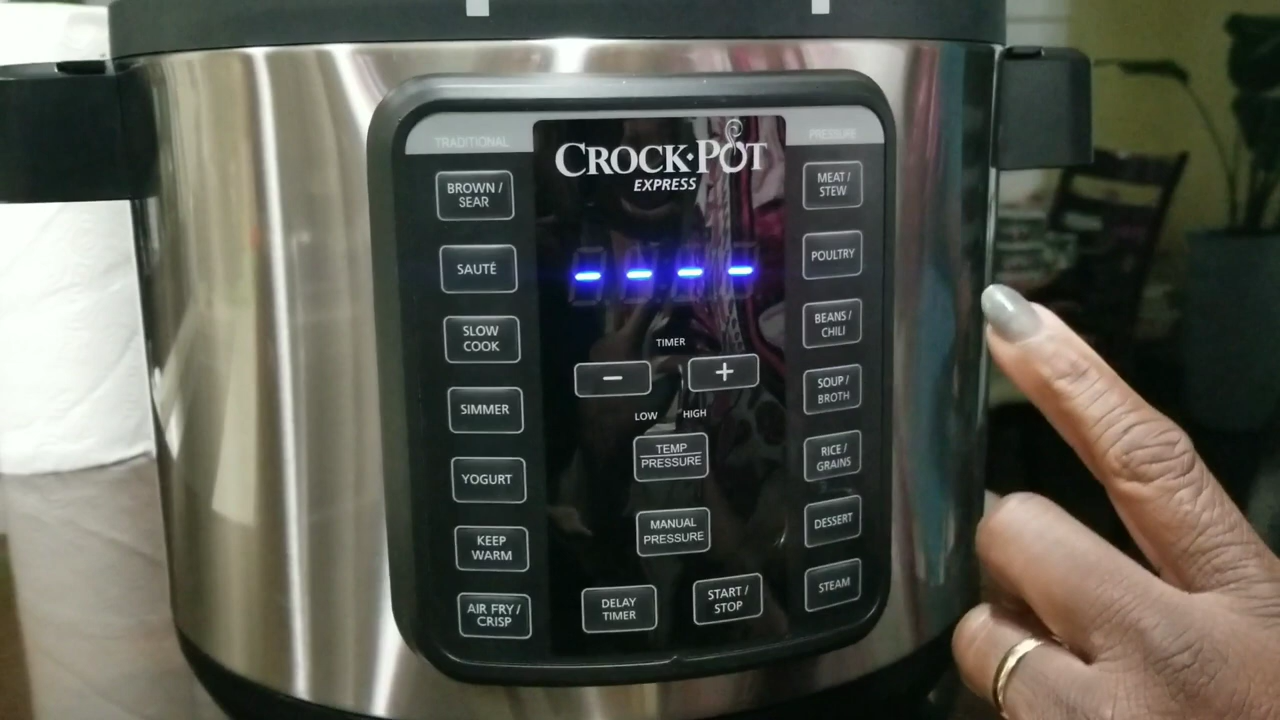 TRADITIONAL
BROWN /
SEAR
SAUTÉ
SLOW
COOK
SIMMER
YOGURT
KEEP
WARM
AIR FRY /
CRISP
CROCK·POT
EXPRESS
- - - -
TIMER
− +
LOW HIGH
TEMP
PRESSURE
MANUAL
PRESSURE
DELAY
TIMER
START /
STOP
PRESSURE
MEAT /
STEW
POULTRY
BEANS /
CHILI
SOUP /
BROTH
RICE /
GRAINS
DESSERT
STEAM